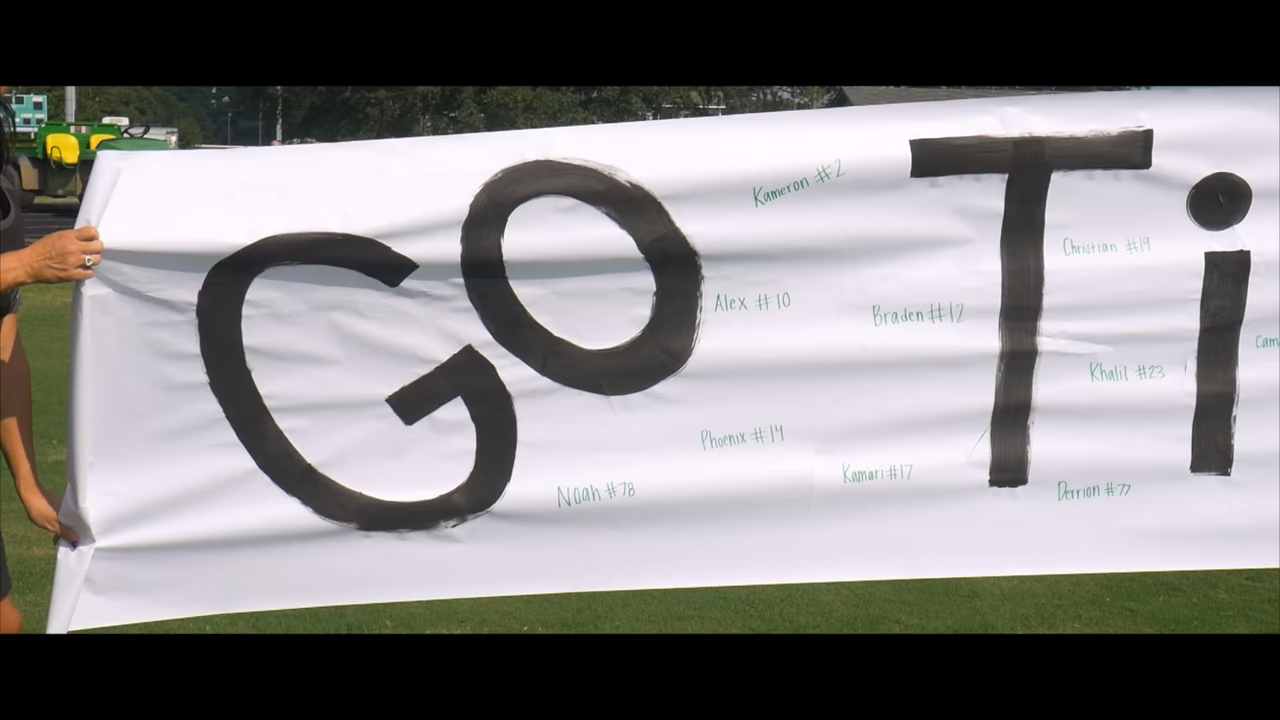 Go Ti
Kameron #2
Christian #19
Alex #10
Braden #12
Cam
Khalil #23
Phoenix #14
Kamari #17
Noah #78
Derrion #77